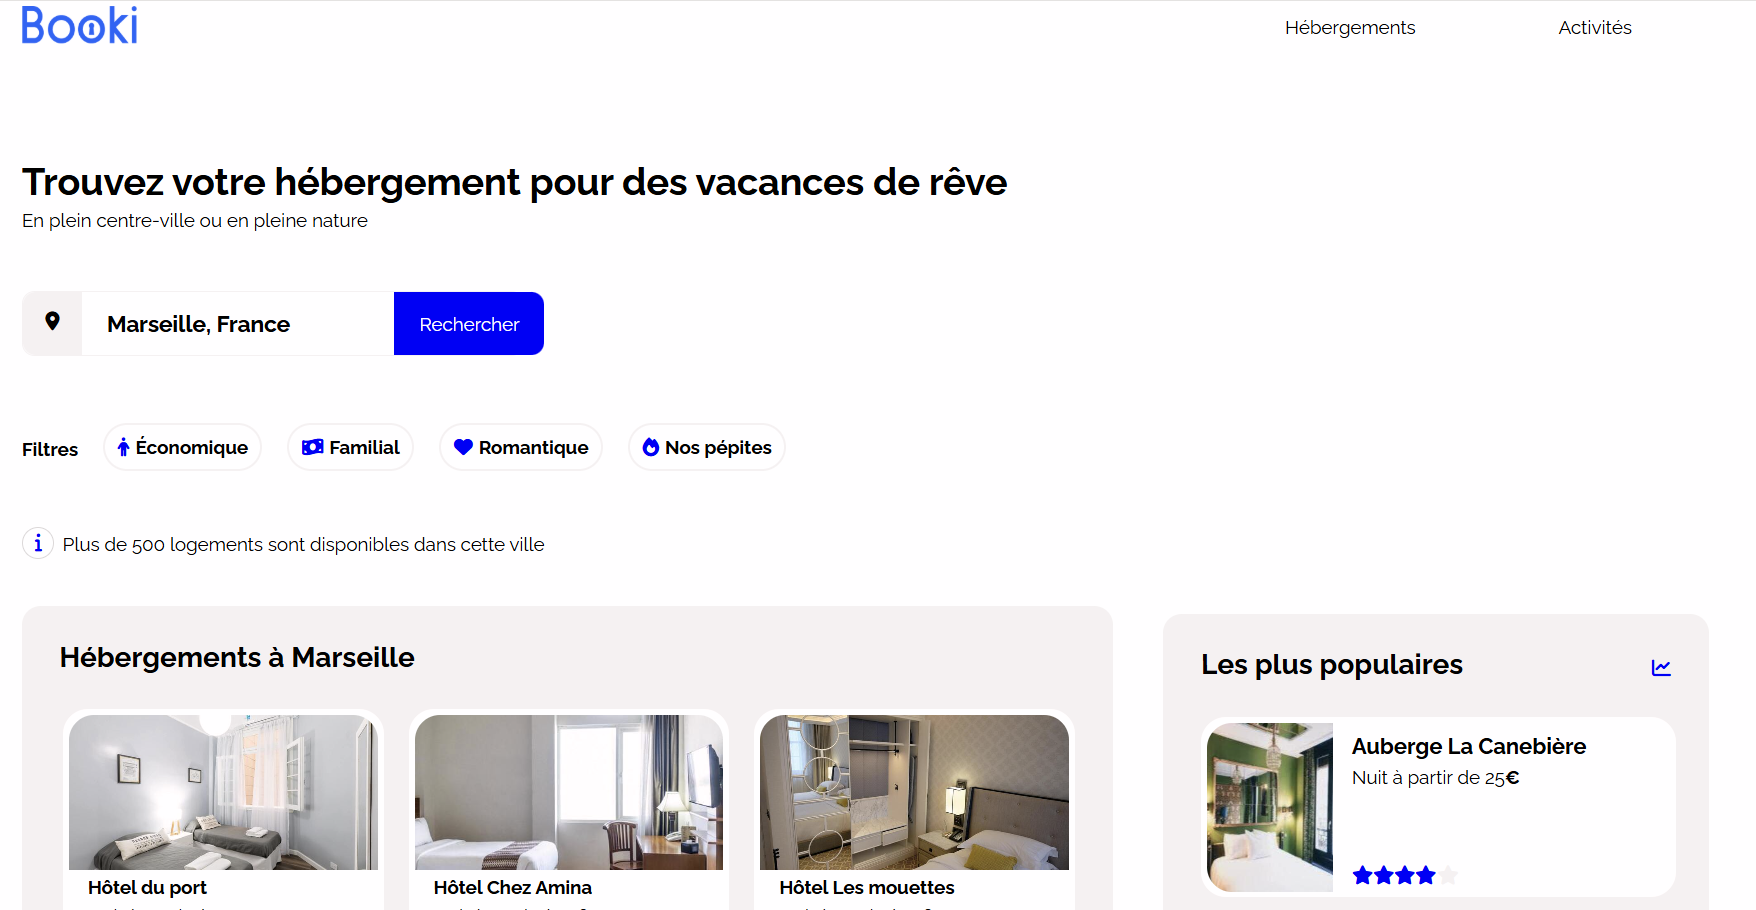 Booki
Hébergements
Activités
Trouvez votre hébergement pour des vacances de rêve
En plein centre-ville ou en pleine nature
Marseille, France
Rechercher
Filtres
Économique
Familial
Romantique
Nos pépites
Plus de 500 logements sont disponibles dans cette ville
Hébergements à Marseille
Hôtel du port
Hôtel Chez Amina
Hôtel Les mouettes
Les plus populaires
Auberge La Canebière
Nuit à partir de 25€